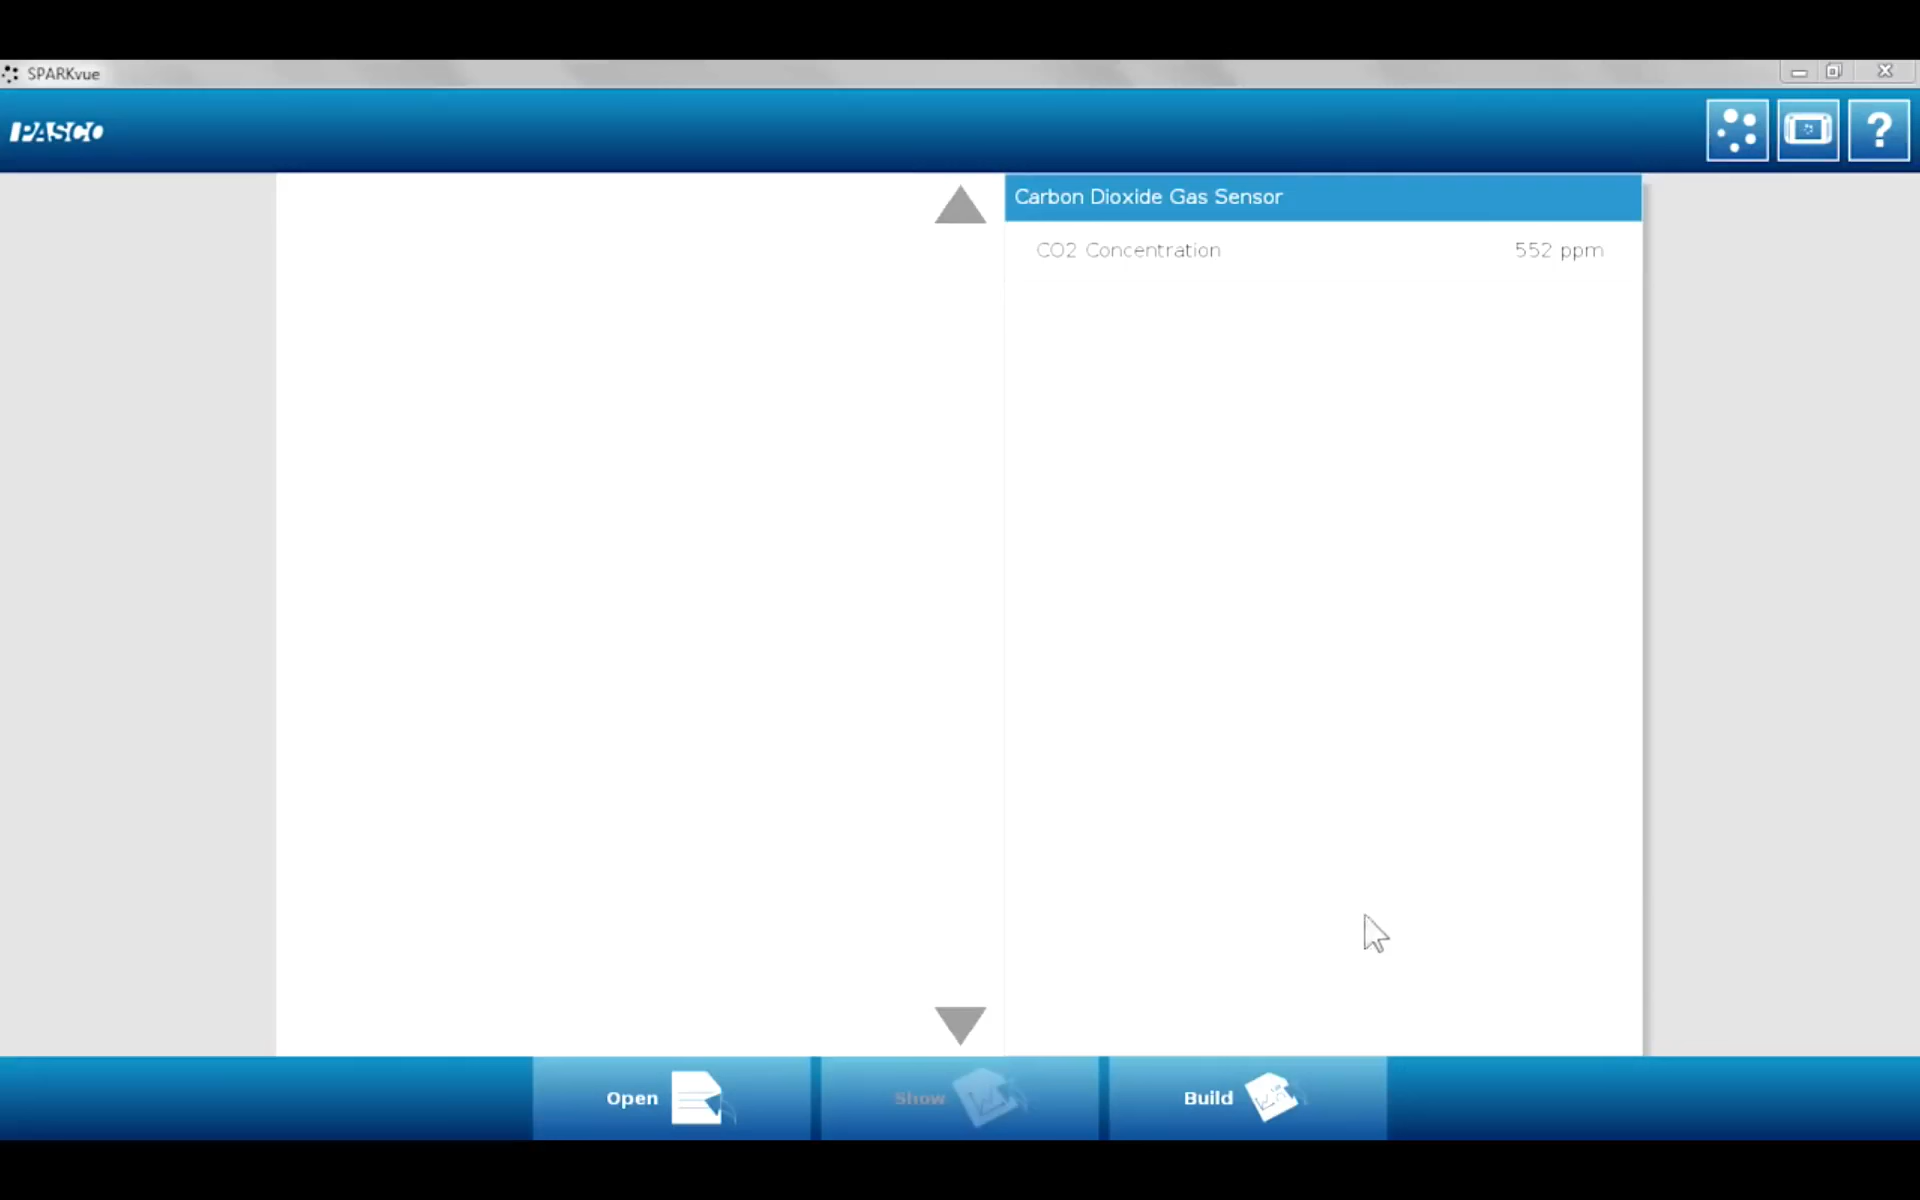 SPARKvue
PASCO
?
Carbon Dioxide Gas Sensor
CO2 Concentration 552 ppm
Open Show Build